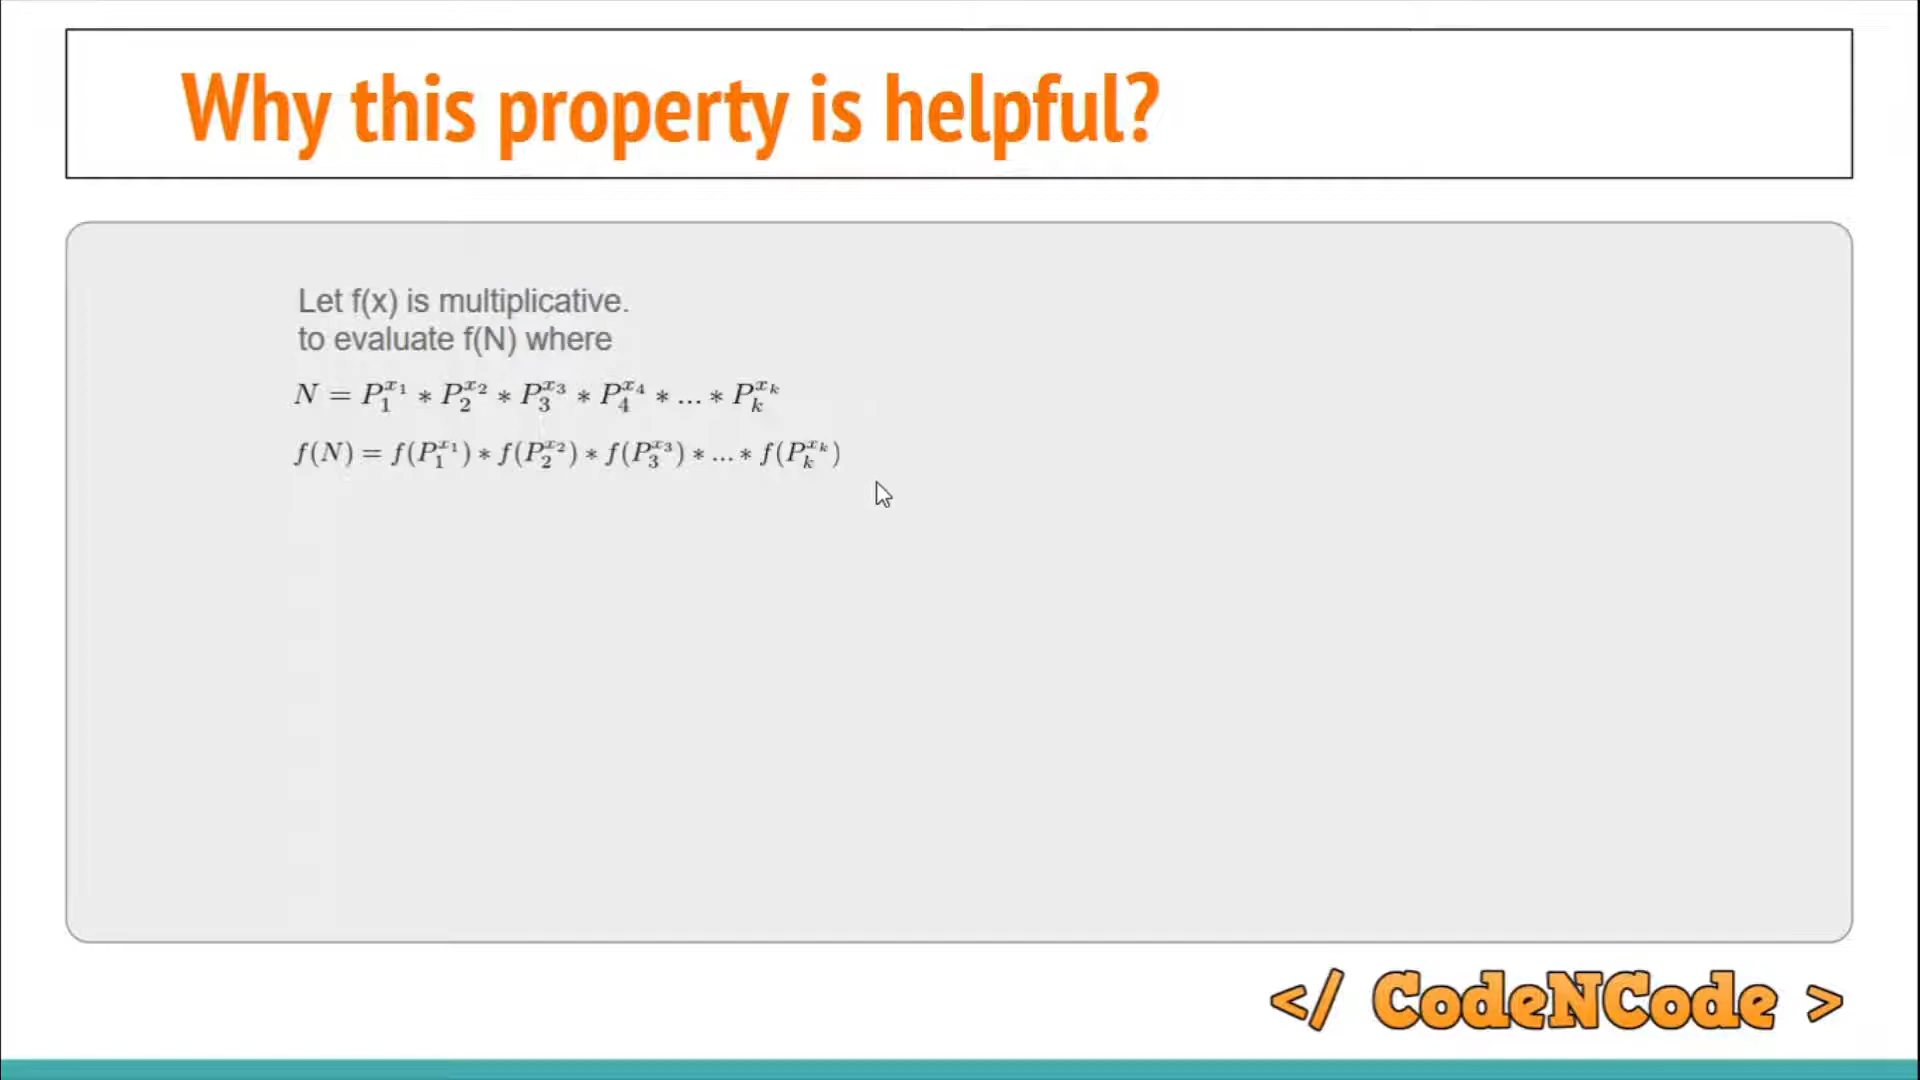 Why this property is helpful?
Let f(x) is multiplicative.
to evaluate f(N) where
$N = P_1^{x_1} * P_2^{x_2} * P_3^{x_3} * P_4^{x_4} * ... * P_k^{x_k}$
$f(N) = f(P_1^{x_1}) * f(P_2^{x_2}) * f(P_3^{x_3}) * ... * f(P_k^{x_k})$
</ CodeNCode >